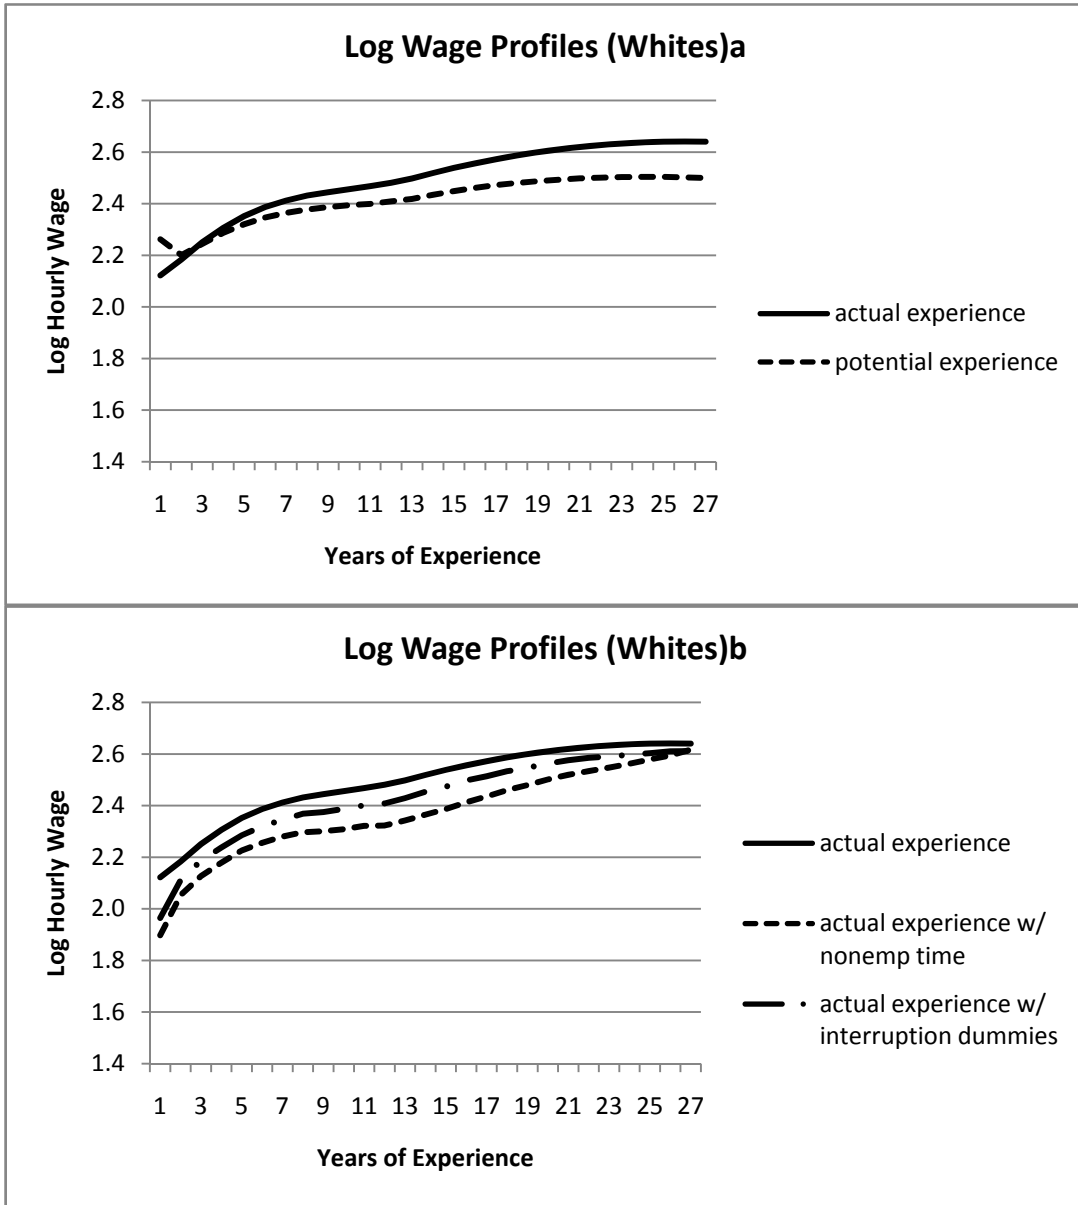 Log Wage Profiles (Whites)a
Log Hourly Wage
2.8
2.6
2.4
2.2
2.0
1.8
1.6
1.4
1 3 5 7 9 11 13 15 17 19 21 23 25 27
Years of Experience
actual experience
potential experience
Log Wage Profiles (Whites)b
Log Hourly Wage
2.8
2.6
2.4
2.2
2.0
1.8
1.6
1.4
1 3 5 7 9 11 13 15 17 19 21 23 25 27
Years of Experience
actual experience
actual experience w/
nonemp time
actual experience w/
interruption dummies